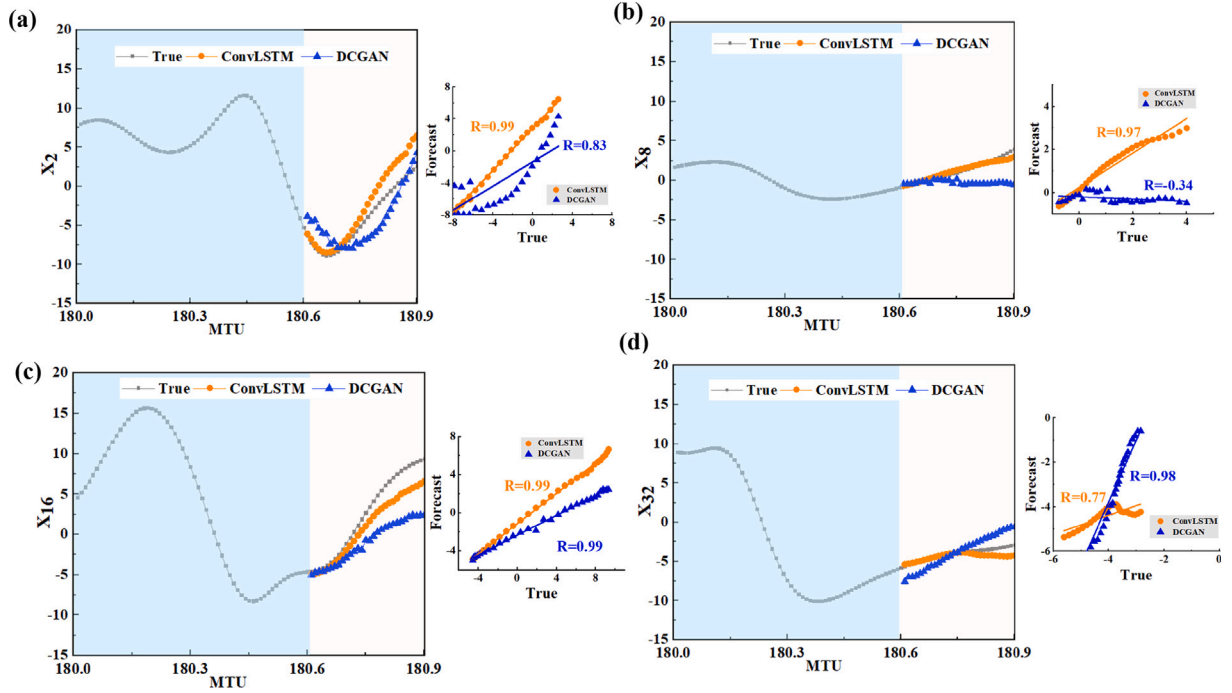 (a)
20
15
10
5
0
-5
-10
-15
X2
True ConvLSTM DCGAN
180.0 180.3 180.6 180.9
MTU
8
4
0
-4
-8
Forecast
R=0.99
R=0.83
ConvLSTM
DCGAN
-8 -4 0 4 8
True
(b)
20
15
10
5
0
-5
-10
-15
X8
True ConvLSTM DCGAN
180.0 180.3 180.6 180.9
MTU
4
2
0
Forecast
ConvLSTM
DCGAN
R=0.97
R=-0.34
0 2 4
True
(c)
20
15
10
5
0
-5
-10
-15
X16
True ConvLSTM DCGAN
180.0 180.3 180.6 180.9
MTU
8
4
0
-4
Forecast
ConvLSTM
DCGAN
R=0.99
R=0.99
-4 0 4 8
True
(d)
20
15
10
5
0
-5
-10
-15
X32
True ConvLSTM DCGAN
180.0 180.3 180.6 180.9
MTU
0
-2
-4
-6
Forecast
R=0.98
R=0.77
ConvLSTM
DCGAN
-6 -4 -2 0
True